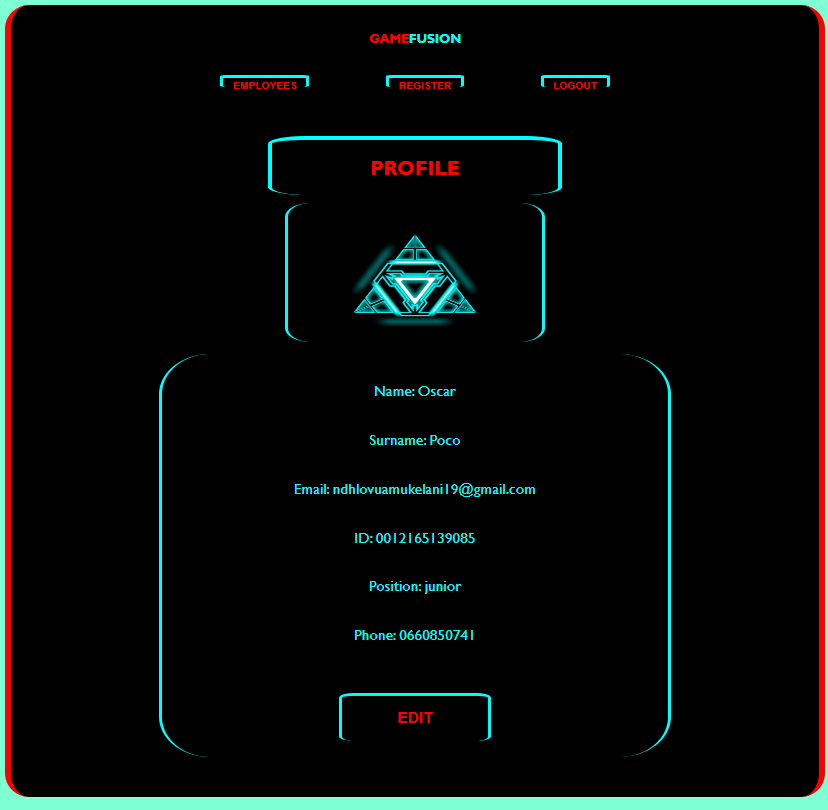 GAMEFUSION
EMPLOYEES REGISTER LOGOUT
PROFILE
Name: Oscar
Surname: Poco
Email: ndhlovuamukelani19@gmail.com
ID: 0012165139085
Position: junior
Phone: 0660850741
EDIT